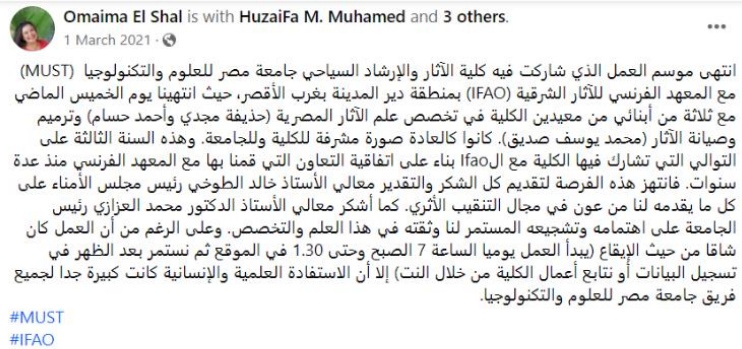 Omaima El Shal is with HuzaiFa M. Muhamed and 3 others.
1 March 2021 ·
انتهى موسم العمل الذي شاركت فيه كلية الآثار والإرشاد السياحي جامعة مصر للعلوم والتكنولوجيا (MUST)
مع المعهد الفرنسي للآثار الشرقية (IFAO) بمنطقة دير المدينة بغرب الأقصر، حيث انتهينا يوم الخميس الماضي
مع ثلاثة من أبنائي من معيدين الكلية في تخصص علم الآثار المصرية (حذيفة مجدي وأحمد حسام) وترميم
وصيانة الآثار (محمد يوسف صديق). كانوا كالعادة صورة مشرفة للكلية وللجامعة. وهذه السنة الثالثة على
التوالي التي تشارك فيها الكلية مع الIfao بناء على اتفاقية التعاون التي قمنا بها مع المعهد الفرنسي منذ عدة
سنوات. فانتهز هذه الفرصة لتقديم كل الشكر والتقدير معالي الأستاذ خالد الطوخي رئيس مجلس الأمناء على
كل ما يقدمه لنا من عون في مجال التنقيب الأثري. كما أشكر معالي الأستاذ الدكتور محمد العزازي رئيس
الجامعة على اهتمامه وتشجيعه المستمر لنا وثقته في هذا العلم والتخصص. وعلى الرغم من أن العمل كان
شاقا من حيث الإيقاع (يبدأ العمل يوميا الساعة 7 الصبح وحتى 1.30 في الموقع ثم نستمر بعد الظهر في
تسجيل البيانات أو نتابع أعمال الكلية من خلال النت) إلا أن الاستفادة العلمية والإنسانية كانت كبيرة جدا لجميع
فريق جامعة مصر للعلوم والتكنولوجيا.
#MUST
#IFAO